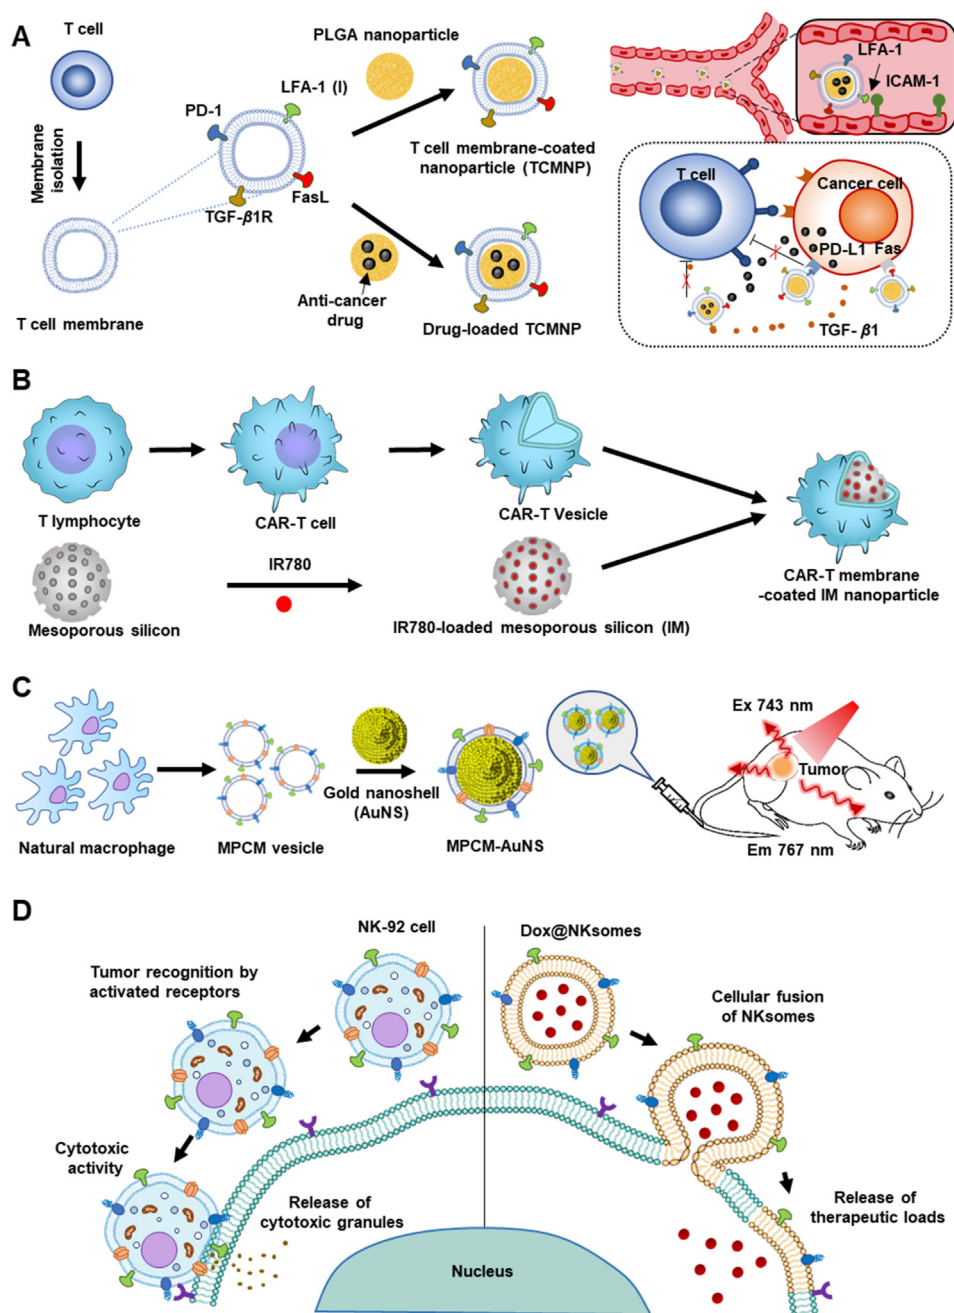 A
T cell
Membrane
isolation
T cell membrane
PD-1
LFA-1 (I)
TGF-β1R
FasL
PLGA nanoparticle
T cell membrane-coated
nanoparticle (TCMNP)
Anti-cancer
drug
Drug-loaded TCMNP
LFA-1
ICAM-1
T cell
Cancer cell
PD-L1 Fas
TGF- β1
B
T lymphocyte
CAR-T cell
CAR-T Vesicle
Mesoporous silicon
IR780
IR780-loaded mesoporous silicon (IM)
CAR-T membrane
-coated IM nanoparticle
C
Natural macrophage
MPCM vesicle
Gold nanoshell
(AuNS)
MPCM-AuNS
Ex 743 nm
Tumor
Em 767 nm
D
NK-92 cell
Dox@NKsomes
Tumor recognition by
activated receptors
Cellular fusion
of NKsomes
Cytotoxic
activity
Release of
cytotoxic granules
Release of
therapeutic loads
Nucleus